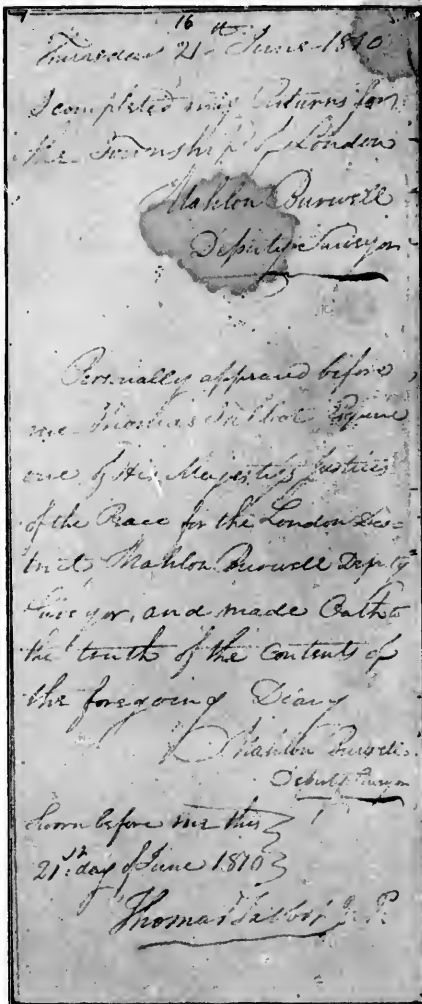 16
Thursday 21st June 1810
I completed my Returns for
the Township of London
Mahlon Burwell
Deputy Surveyor
Personally appeared before
me Thomas Talbot Esquire
one of His Majesty's Justices
of the Peace for the London Dis=
trict Mahlon Burwell Deputy
Surveyor, and made Oath to
the truth of the Contents of
the foregoing Diary
Mahlon Burwell
Deputy Surveyor
Sworn before me this
21st day of June 1810
Thomas Talbot J. P.